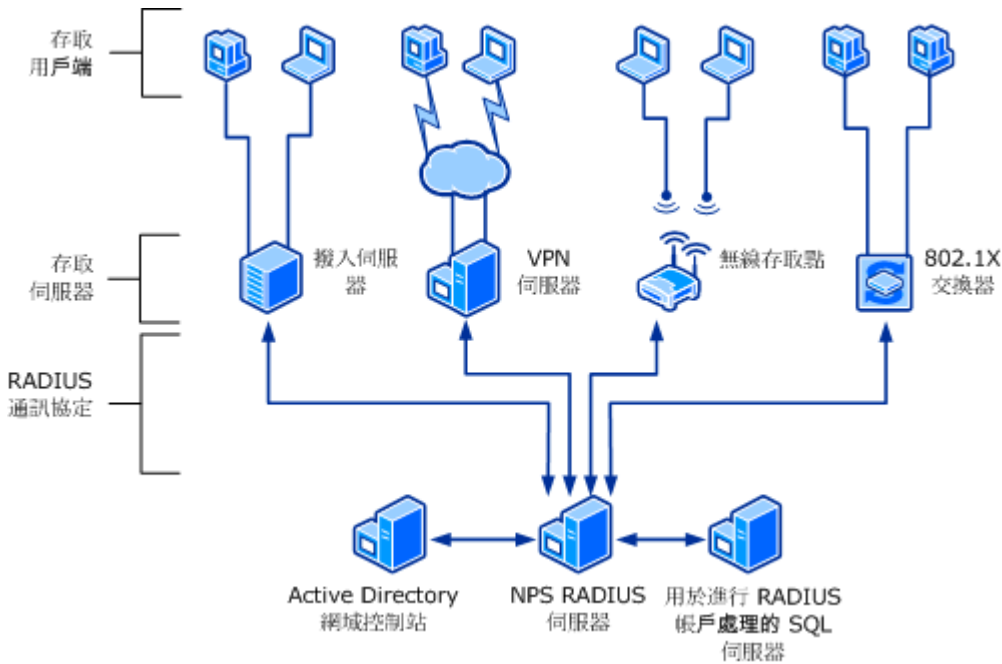 存取
用戶端
存取
伺服器
搬入伺服
器
VPN
伺服器
無線存取點
802.1X
交換器
RADIUS
通訊協定
Active Directory
網域控制站
NPS RADIUS
伺服器
用於進行 RADIUS
帳戶處理的 SQL
伺服器